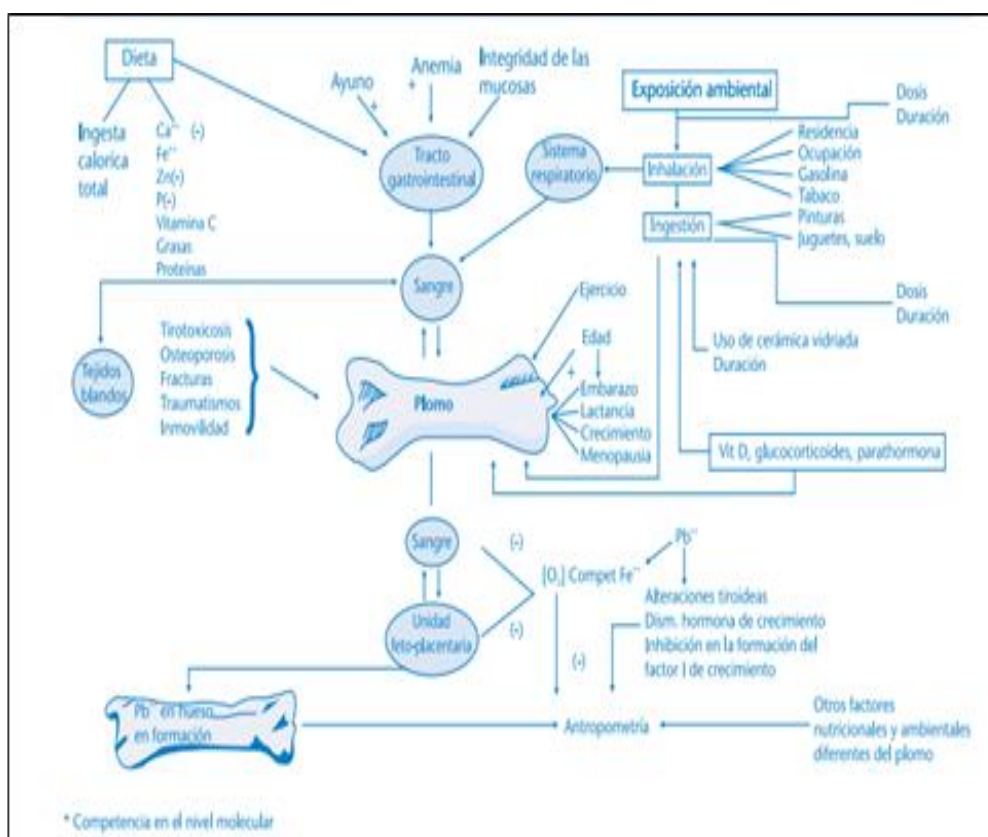 Dieta
Ingesta
calorica
total
Ca⁺⁺ (-)
Fe⁺⁺
Zn(-)
P(-)
Vitamina C
Grasas
Proteínas
Ayuno
+
Anemia
+
Integridad de las
mucosas
Tracto
gastrointestinal
Sistema
respiratorio
Exposición ambiental
Dosis
Duración
Inhalación
Residencia
Ocupación
Gasolina
Tabaco
Ingestión
Pinturas
Juguetes, suelo
Dosis
Duración
Uso de cerámica vidriada
Duración
Sangre
Tejidos
blandos
Tirotoxicosis
Osteoporosis
Fracturas
Traumatismos
Inmovilidad
Plomo
Ejercicio
Edad
+
Embarazo
Lactancia
Crecimiento
Menopausia
Vit D, glucocorticoides, parathormona
Sangre
(-)
[O₂] Compet Fe⁺⁺
Pb⁺⁺
Unidad
feto-placentaria
(-)
Alteraciones tiroideas
Dism. hormona de crecimiento
Inhibición en la formación del
factor I de crecimiento
(-)
Pb⁺⁺ en hueso
en formación
Antropometría
Otros factores
nutricionales y ambientales
diferentes del plomo
* Competencia en el nivel molecular